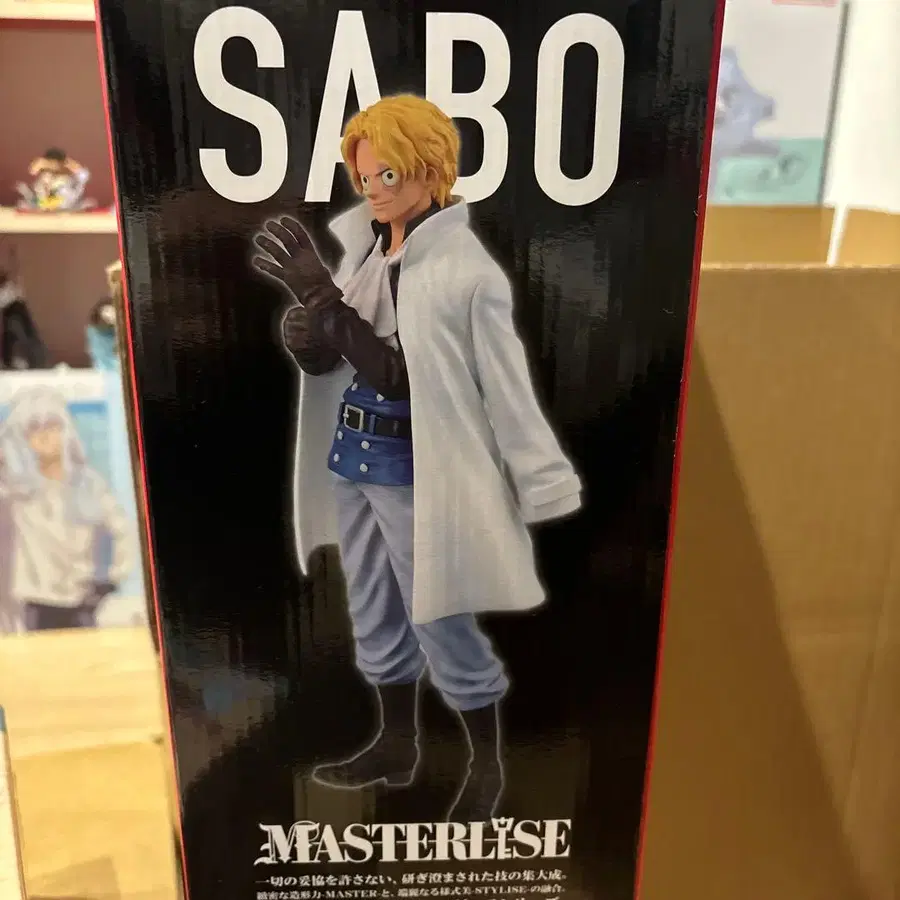 SABO
MASTERLISE
一切の妥協を許さない、研ぎ澄まされた技の集大成。
緻密な造形力-MASTER-と、端麗なる様式美-STYLISE-の融合。